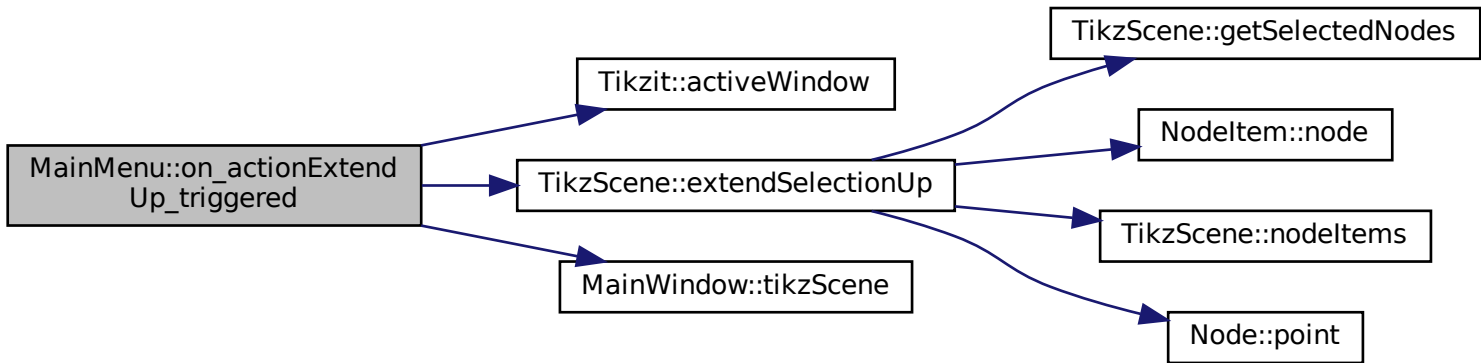 MainMenu::on_actionExtend
Up_triggered
Tikzit::activeWindow
TikzScene::extendSelectionUp
MainWindow::tikzScene
TikzScene::getSelectedNodes
NodeItem::node
TikzScene::nodeItems
Node::point